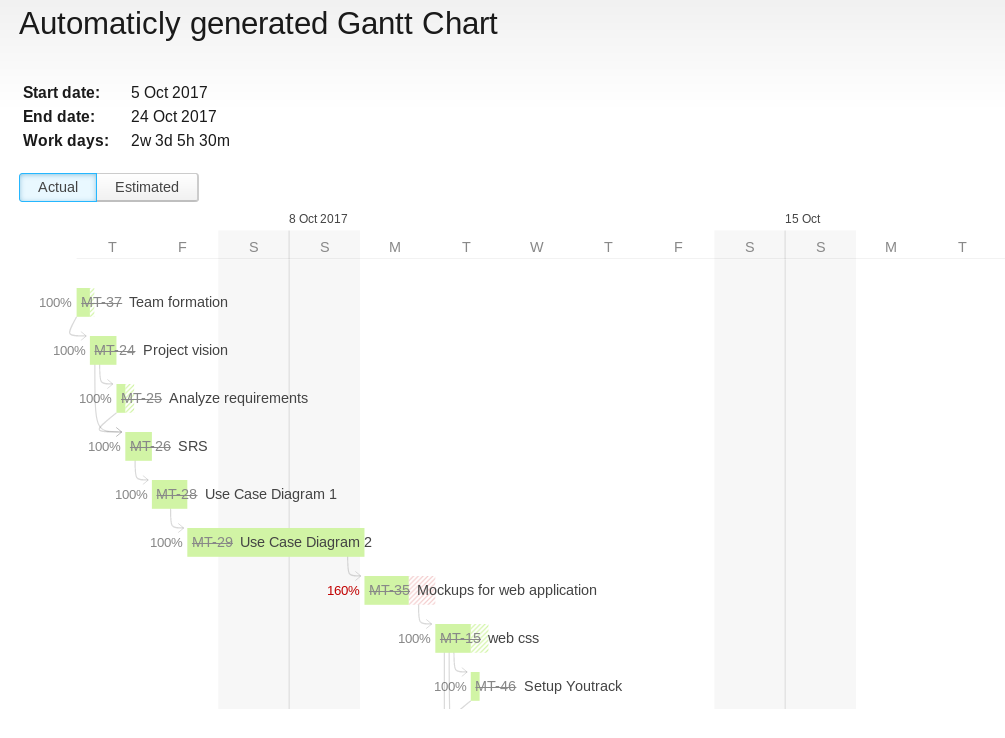 Automaticly generated Gantt Chart
Start date: 5 Oct 2017
End date: 24 Oct 2017
Work days: 2w 3d 5h 30m
Actual Estimated
8 Oct 2017 15 Oct
T F S S M T W T F S S M T
100% MT-37 Team formation
100% MT-24 Project vision
100% MT-25 Analyze requirements
100% MT-26 SRS
100% MT-28 Use Case Diagram 1
100% MT-29 Use Case Diagram 2
160% MT-35 Mockups for web application
100% MT-15 web css
100% MT-46 Setup Youtrack